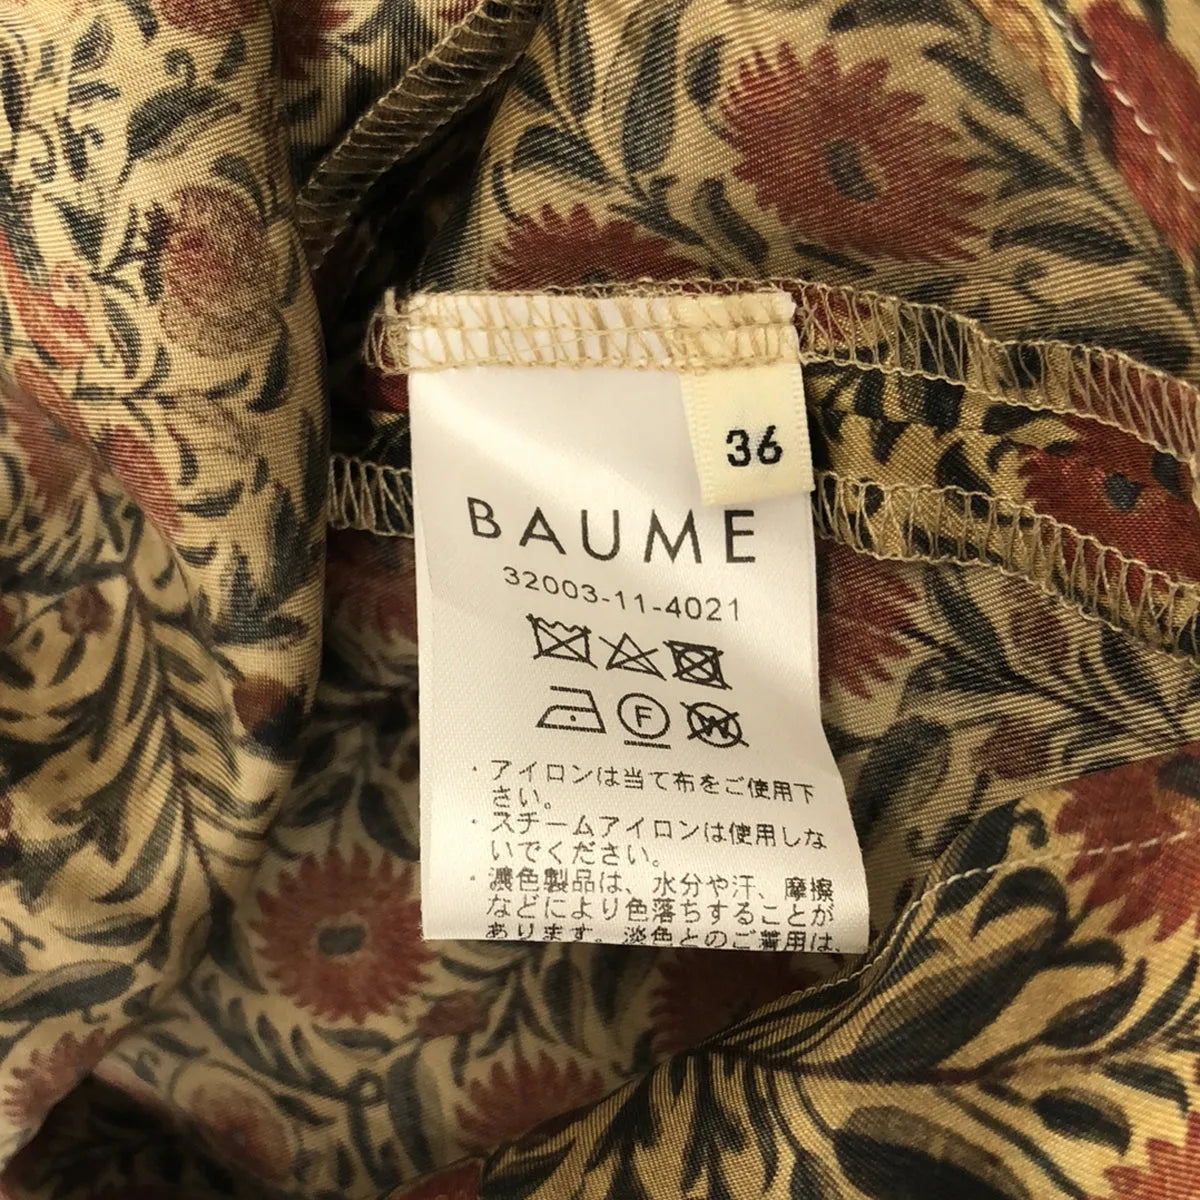 36
BAUME
32003-11-4021
F
W
・アイロンは当て布をご使用下
さい。
・スチームアイロンは使用しな
いでください。
・濃色製品は、水分や汗、摩擦
などにより色落ちすることが
あります。淡色とのご着用は、